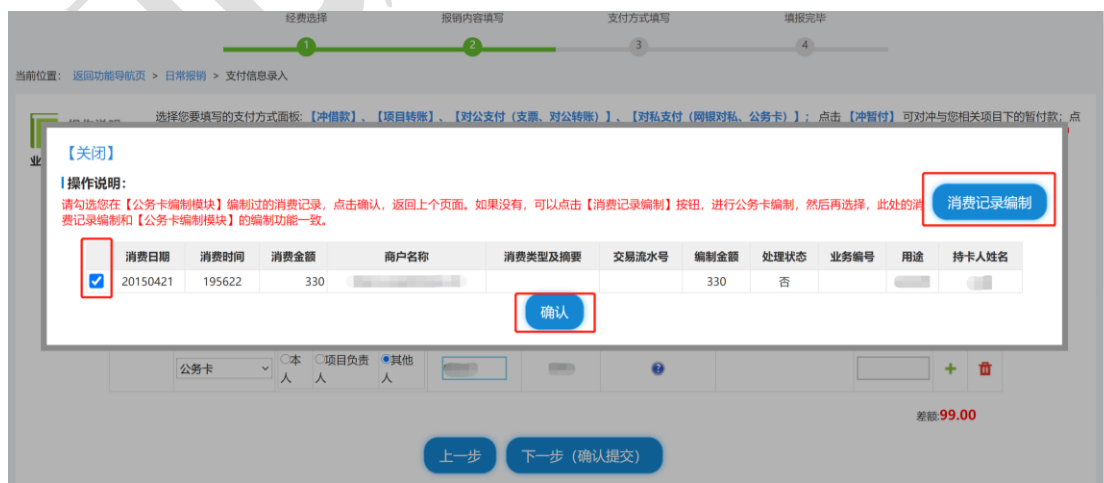 经费选择 报销内容填写 支付方式填写 填报完毕
1 2 3 4
当前位置： 返回功能导航页 > 日常报销 > 支付信息录入
选择您要填写的支付方式面板:【冲借款】、【项目转账】、【对公支付（支票、对公转账）】、【对私支付（网银对私、公务卡）】；点击【冲暂付】可对冲与您相关项目下的暂付款；点
业
【关闭】
操作说明：
请勾选您在【公务卡编制模块】编制过的消费记录，点击确认，返回上个页面。如果没有，可以点击【消费记录编制】按钮，进行公务卡编制，然后再选择，此处的消
费记录编制和【公务卡编制模块】的编制功能一致。
消费记录编制
消费日期 消费时间 消费金额 商户名称 消费类型及摘要 交易流水号 编制金额 处理状态 业务编号 用途 持卡人姓名
20150421 195622 330 330 否
确认
公务卡 本人 项目负责人 其他人
差额:99.00
上一步 下一步（确认提交）